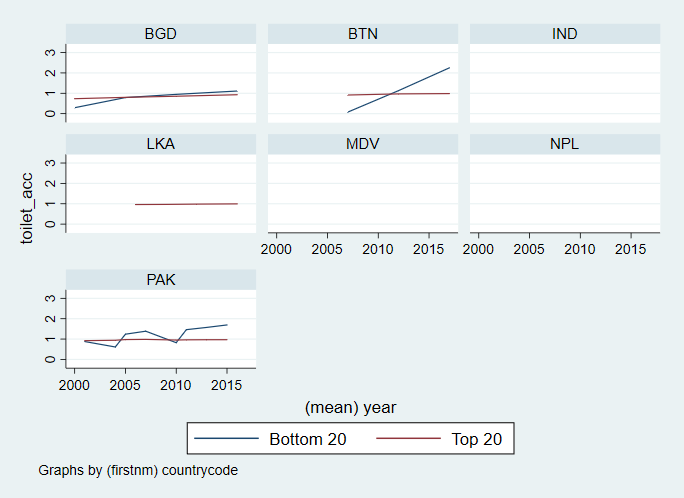 BGD BTN IND
3
2
1
0
LKA MDV NPL
3
2
1
0
toilet_acc
2000 2005 2010 2015 2000 2005 2010 2015
PAK
3
2
1
0
2000 2005 2010 2015
(mean) year
Bottom 20 Top 20
Graphs by (firstnm) countrycode